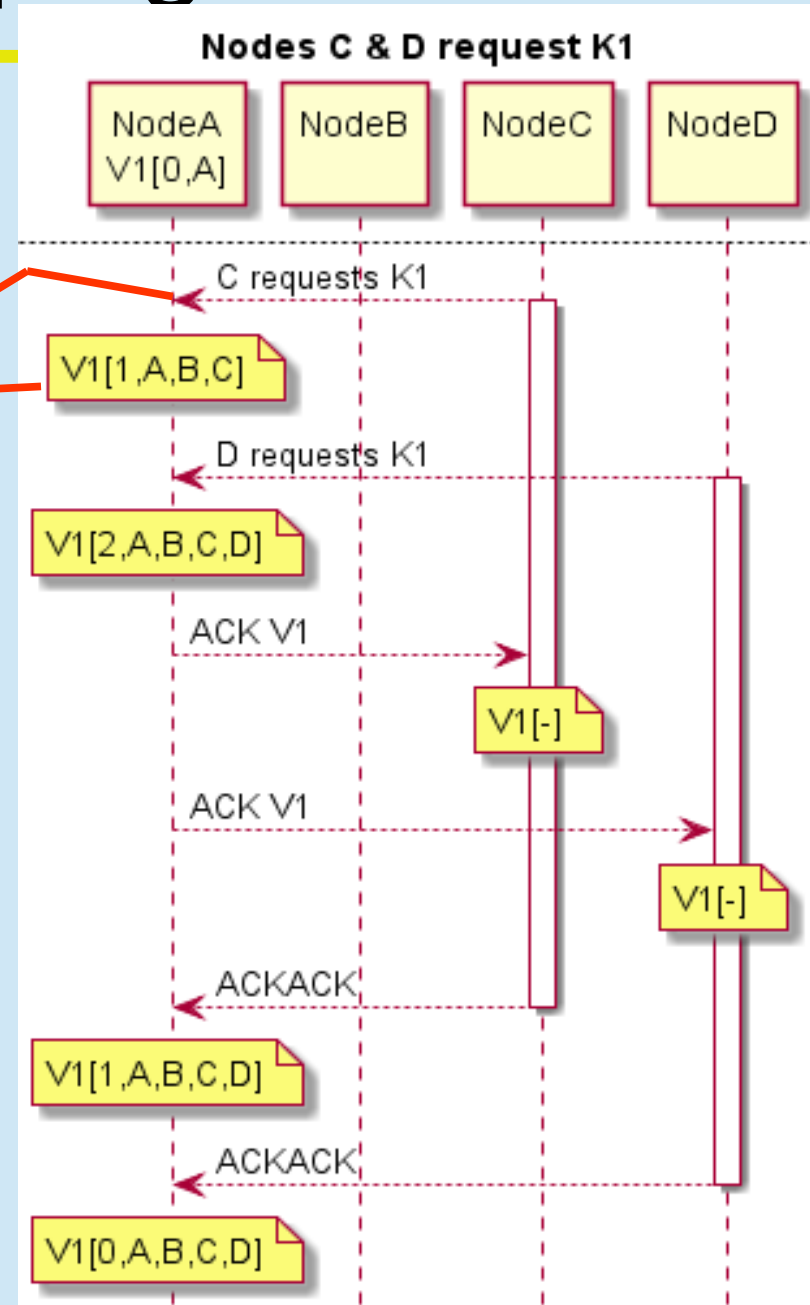 Nodes C & D request K1
NodeA
V1[0,A]
NodeB
NodeC
NodeD
C requests K1
V1[1,A,B,C]
D requests K1
V1[2,A,B,C,D]
ACK V1
V1[-]
ACK V1
V1[-]
ACKACK
V1[1,A,B,C,D]
ACKACK
V1[0,A,B,C,D]